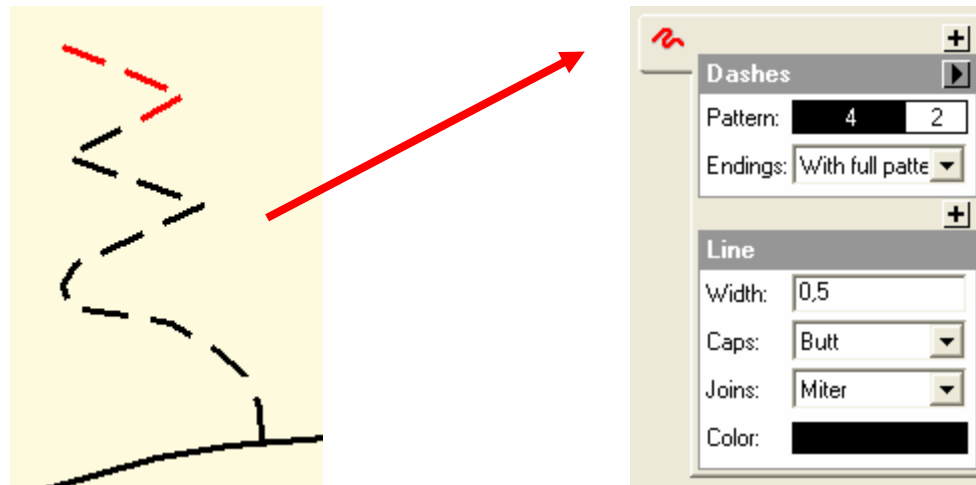 +
Dashes
Pattern: 4 2
Endings: With full patte
+
Line
Width: 0,5
Caps: Butt
Joins: Miter
Color: